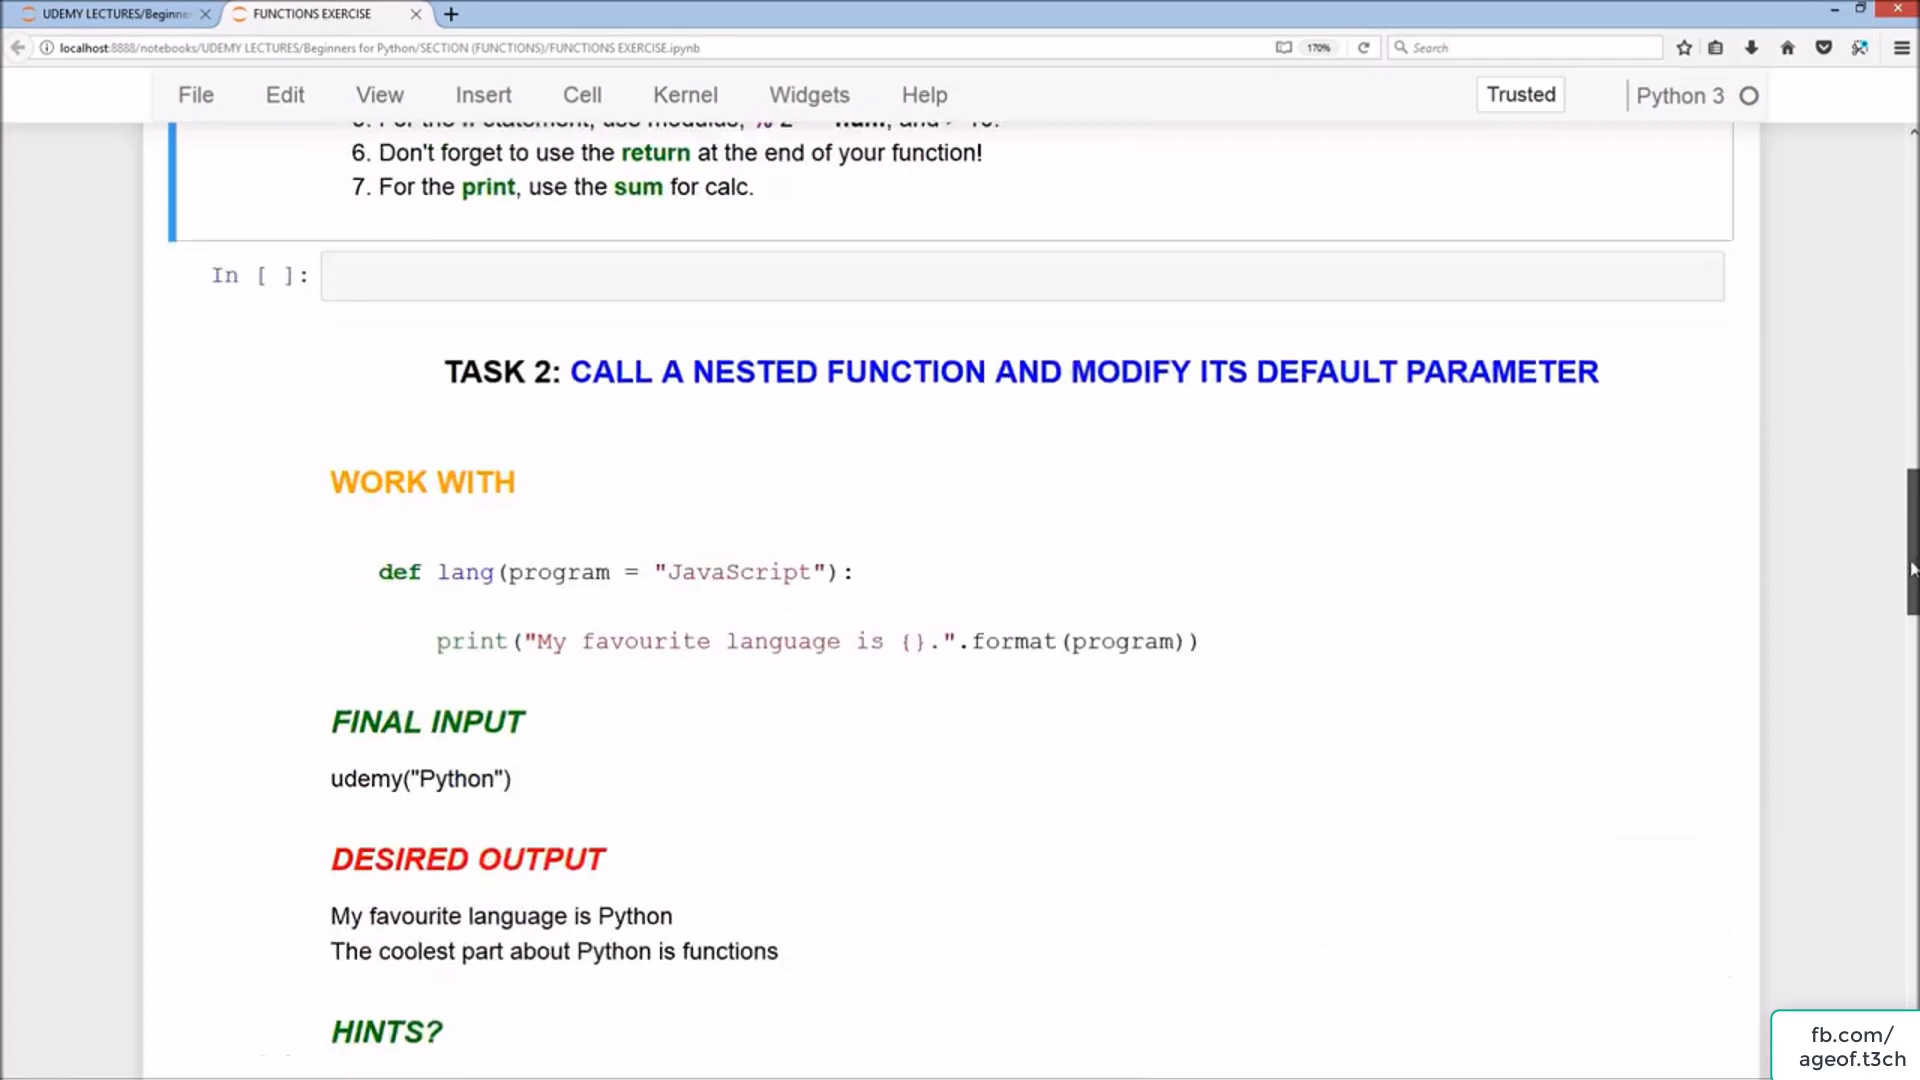 UDEMY LECTURES/Beginne
FUNCTIONS EXERCISE
localhost:8888/notebooks/UDEMY LECTURES/Beginners for Python/SECTION (FUNCTIONS)/FUNCTIONS EXERCISE.ipynb
170%
Search
File Edit View Insert Cell Kernel Widgets Help
Trusted
Python 3
6. Don't forget to use the return at the end of your function!
7. For the print, use the sum for calc.
In [ ]:
TASK 2: CALL A NESTED FUNCTION AND MODIFY ITS DEFAULT PARAMETER
WORK WITH
def lang(program = "JavaScript"):
print("My favourite language is {}.".format(program))
FINAL INPUT
udemy("Python")
DESIRED OUTPUT
My favourite language is Python
The coolest part about Python is functions
HINTS?
fb.com/
ageof.t3ch